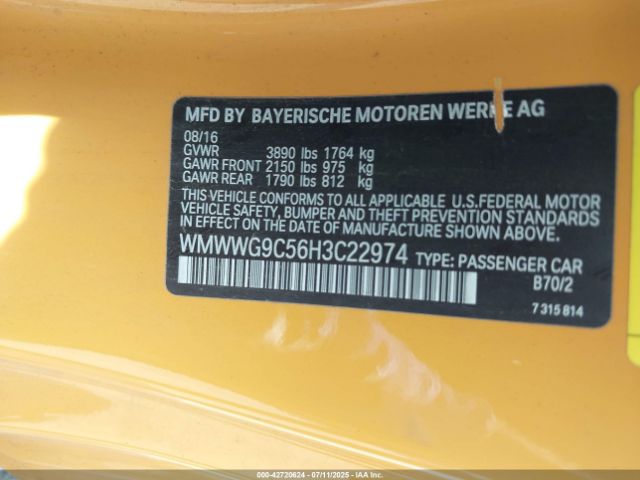 MFD BY BAYERISCHE MOTOREN WERKE AG
08/16
GVWR 3890 lbs 1764 kg
GAWR FRONT 2150 lbs 975 kg
GAWR REAR 1790 lbs 812 kg
THIS VEHICLE CONFORMS TO ALL APPLICABLE U.S.FEDERAL MOTOR
VEHICLE SAFETY, BUMPER AND THEFT PREVENTION STANDARDS
IN EFFECT ON THE DATE OF MANUFACTURE SHOWN ABOVE.
WMWWG9C56H3C22974 TYPE: PASSENGER CAR
B70/2
7 315 814
000-42720624 - 07/11/2025 - COPYRIGHT IAA, LLC.